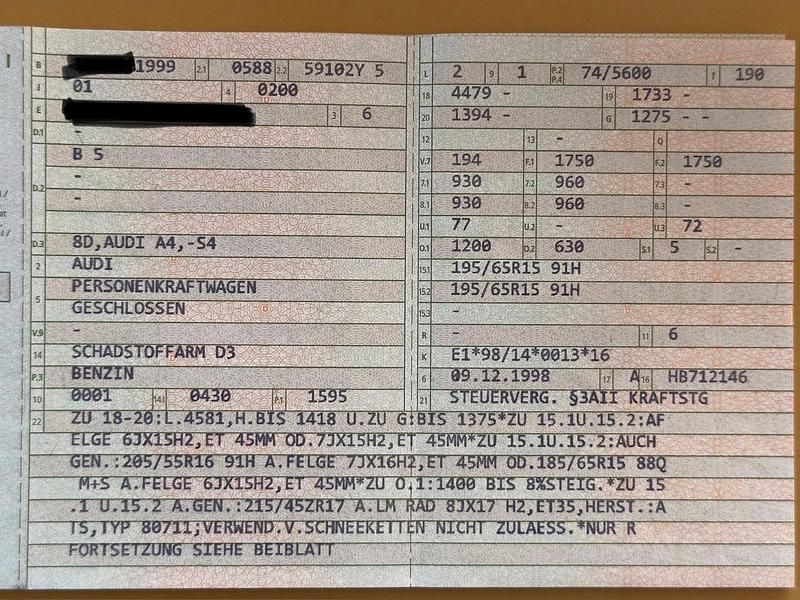 B 1999 2.1 0588 2.2 59102Y 5
J 01 4 0200
E 3 6
D.1 -
D.2 B 5
-
-
D.3 8D,AUDI A4,-S4
2 AUDI
5 PERSONENKRAFTWAGEN
GESCHLOSSEN
V.9 -
14 SCHADSTOFFARM D3
P.3 BENZIN
10 0001 14.1 0430 P.1 1595
L 2 9 1 P.2 P.4 74/5600 T 190
18 4479 - 19 1733 -
20 1394 - G 1275 - -
12 13 - Q
V.7 194 F.1 1750 F.2 1750
7.1 930 7.2 960 7.3 -
8.1 930 8.2 960 8.3 -
U.1 77 U.2 - U.3 72
O.1 1200 O.2 630 S.1 5 S.2 -
15.1 195/65R15 91H
15.2 195/65R15 91H
15.3 -
R - 11 6
K E1*98/14*0013*16
6 09.12.1998 17 A 16 HB712146
21 STEUERVERG. §3AII KRAFTSTG
22 ZU 18-20:L.4581,H.BIS 1418 U.ZU G:BIS 1375*ZU 15.1U.15.2:AF
ELGE 6JX15H2,ET 45MM OD.7JX15H2,ET 45MM*ZU 15.1U.15.2:AUCH
GEN.:205/55R16 91H A.FELGE 7JX16H2,ET 45MM OD.185/65R15 88Q
M+S A.FELGE 6JX15H2,ET 45MM*ZU O.1:1400 BIS 8%STEIG.*ZU 15
.1 U.15.2 A.GEN.:215/45ZR17 A.LM RAD 8JX17 H2,ET35,HERST.:A
TS,TYP 80711;VERWEND.V.SCHNEEKETTEN NICHT ZULAESS.*NUR R
FORTSETZUNG SIEHE BEIBLATT